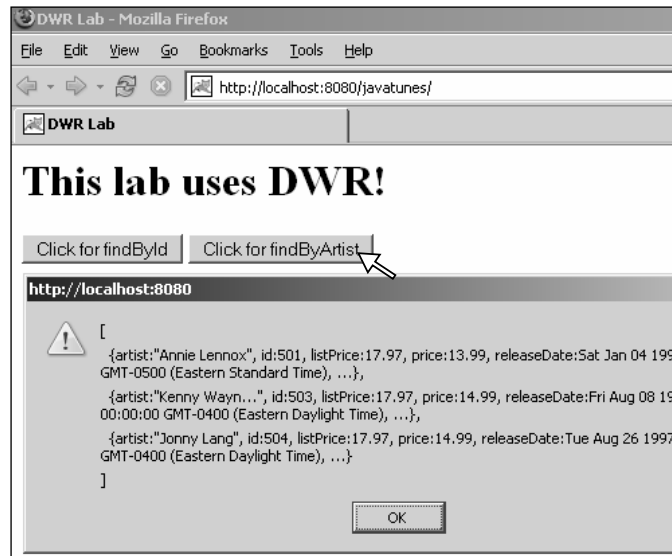 DWR Lab - Mozilla Firefox
File Edit View Go Bookmarks Tools Help
http://localhost:8080/javatunes/
DWR Lab
This lab uses DWR!
Click for findById Click for findByArtist
http://localhost:8080
[
{artist:"Annie Lennox", id:501, listPrice:17.97, price:13.99, releaseDate:Sat Jan 04 199
GMT-0500 (Eastern Standard Time), ...},
{artist:"Kenny Wayn...", id:503, listPrice:17.97, price:14.99, releaseDate:Fri Aug 08 19
00:00:00 GMT-0400 (Eastern Daylight Time), ...},
{artist:"Jonny Lang", id:504, listPrice:17.97, price:14.99, releaseDate:Tue Aug 26 1997
GMT-0400 (Eastern Daylight Time), ...}
]
OK